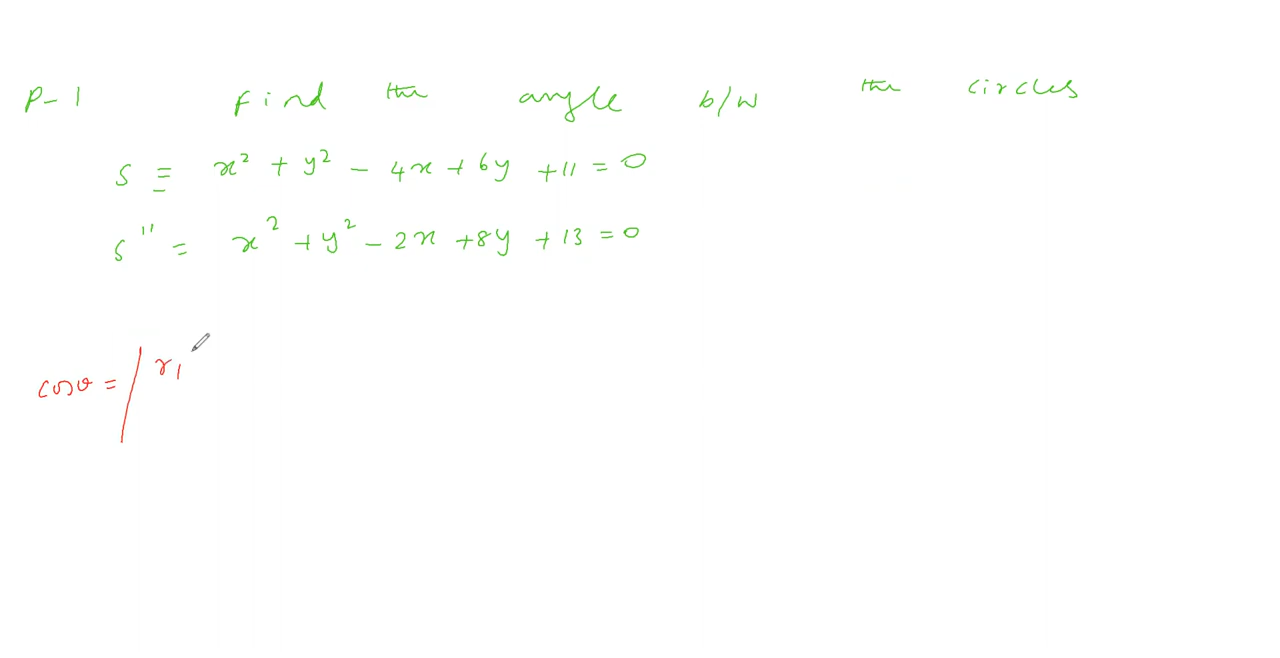 P-1 Find the angle b/w the circles
S ≡ x² + y² - 4x + 6y + 11 = 0
S" = x² + y² - 2x + 8y + 13 = 0
cosθ = | r₁